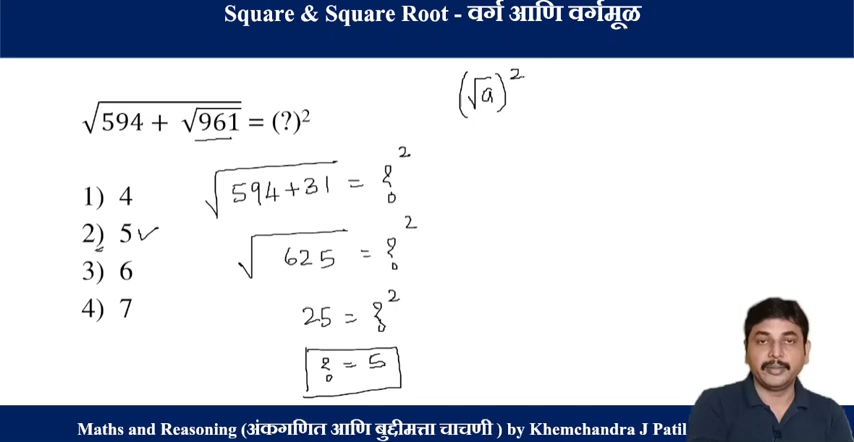 Square & Square Root - वर्ग आणि वर्गमूळ
(√a)²
√(594 + √961) = (?)²
√(594+31) = ?²
1) 4
2) 5 ✓
√625 = ?²
3) 6
4) 7
25 = ?²
? = 5
Maths and Reasoning (अंकगणित आणि बुद्दीमत्ता चाचणी ) by Khemchandra J Patil